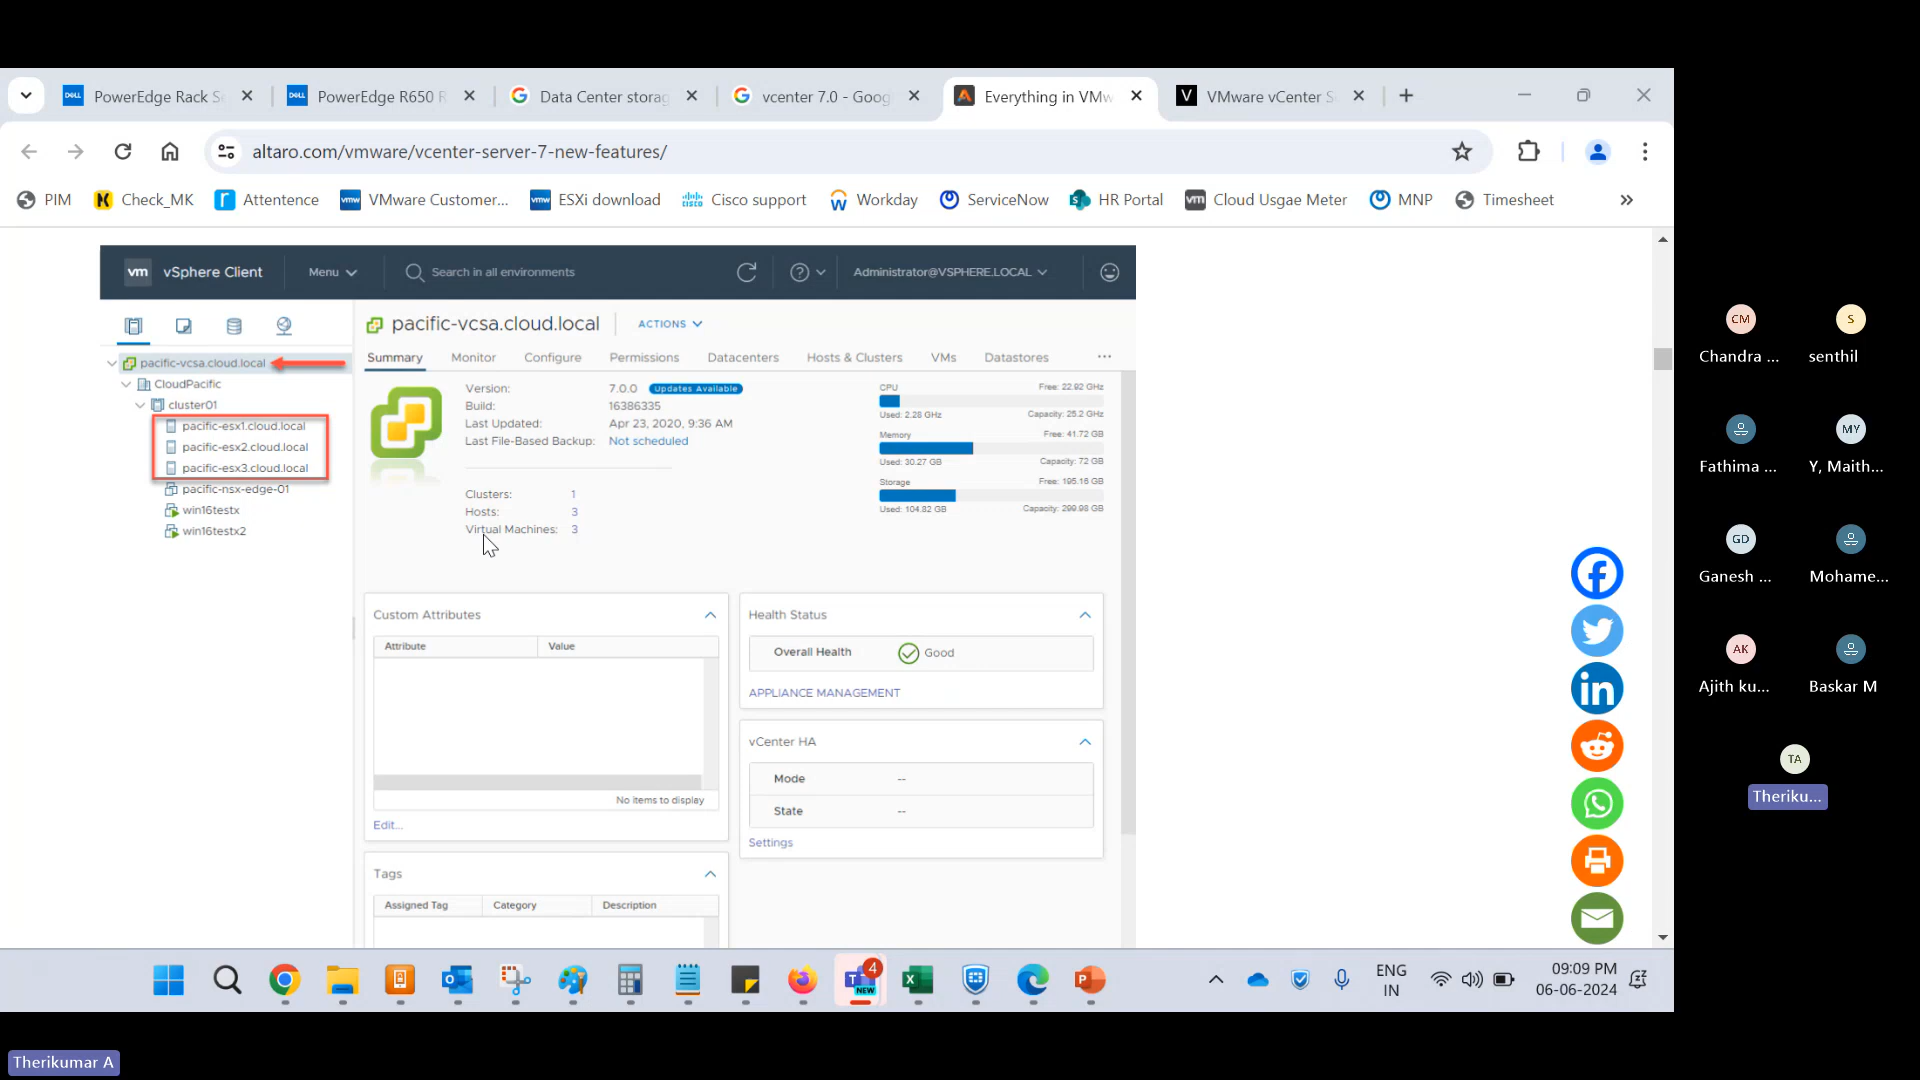 PowerEdge Rack S
PowerEdge R650 R
Data Center storag
vcenter 7.0 - Goog
Everything in VMw
VMware vCenter S
altaro.com/vmware/vcenter-server-7-new-features/
PIM
Check_MK
Attentence
VMware Customer...
ESXi download
Cisco support
Workday
ServiceNow
HR Portal
Cloud Usgae Meter
MNP
Timesheet
vm
vSphere Client
Menu
Search in all environments
Administrator@VSPHERE.LOCAL
pacific-vcsa.cloud.local
CloudPacific
cluster01
pacific-esx1.cloud.local
pacific-esx2.cloud.local
pacific-esx3.cloud.local
pacific-nsx-edge-01
win16testx
win16testx2
pacific-vcsa.cloud.local
ACTIONS
Summary
Monitor
Configure
Permissions
Datacenters
Hosts & Clusters
VMs
Datastores
Version: 7.0.0 Updates Available
Build: 16386335
Last Updated: Apr 23, 2020, 9:36 AM
Last File-Based Backup: Not scheduled
Clusters: 1
Hosts: 3
Virtual Machines: 3
CPU Free: 22.92 GHz
Used: 2.28 GHz Capacity: 25.2 GHz
Memory Free: 41.72 GB
Used: 30.27 GB Capacity: 72 GB
Storage Free: 195.16 GB
Used: 104.82 GB Capacity: 299.98 GB
Custom Attributes
Attribute Value
No items to display
Edit...
Health Status
Overall Health Good
APPLIANCE MANAGEMENT
vCenter HA
Mode --
State --
Settings
Tags
Assigned Tag Category Description
CM
Chandra ...
S
senthil
Fathima ...
MY
Y, Maith...
GD
Ganesh ...
Mohame...
AK
Ajith ku...
Baskar M
TA
Theriku...
4
NEW
ENG
IN
09:09 PM
06-06-2024
Therikumar A